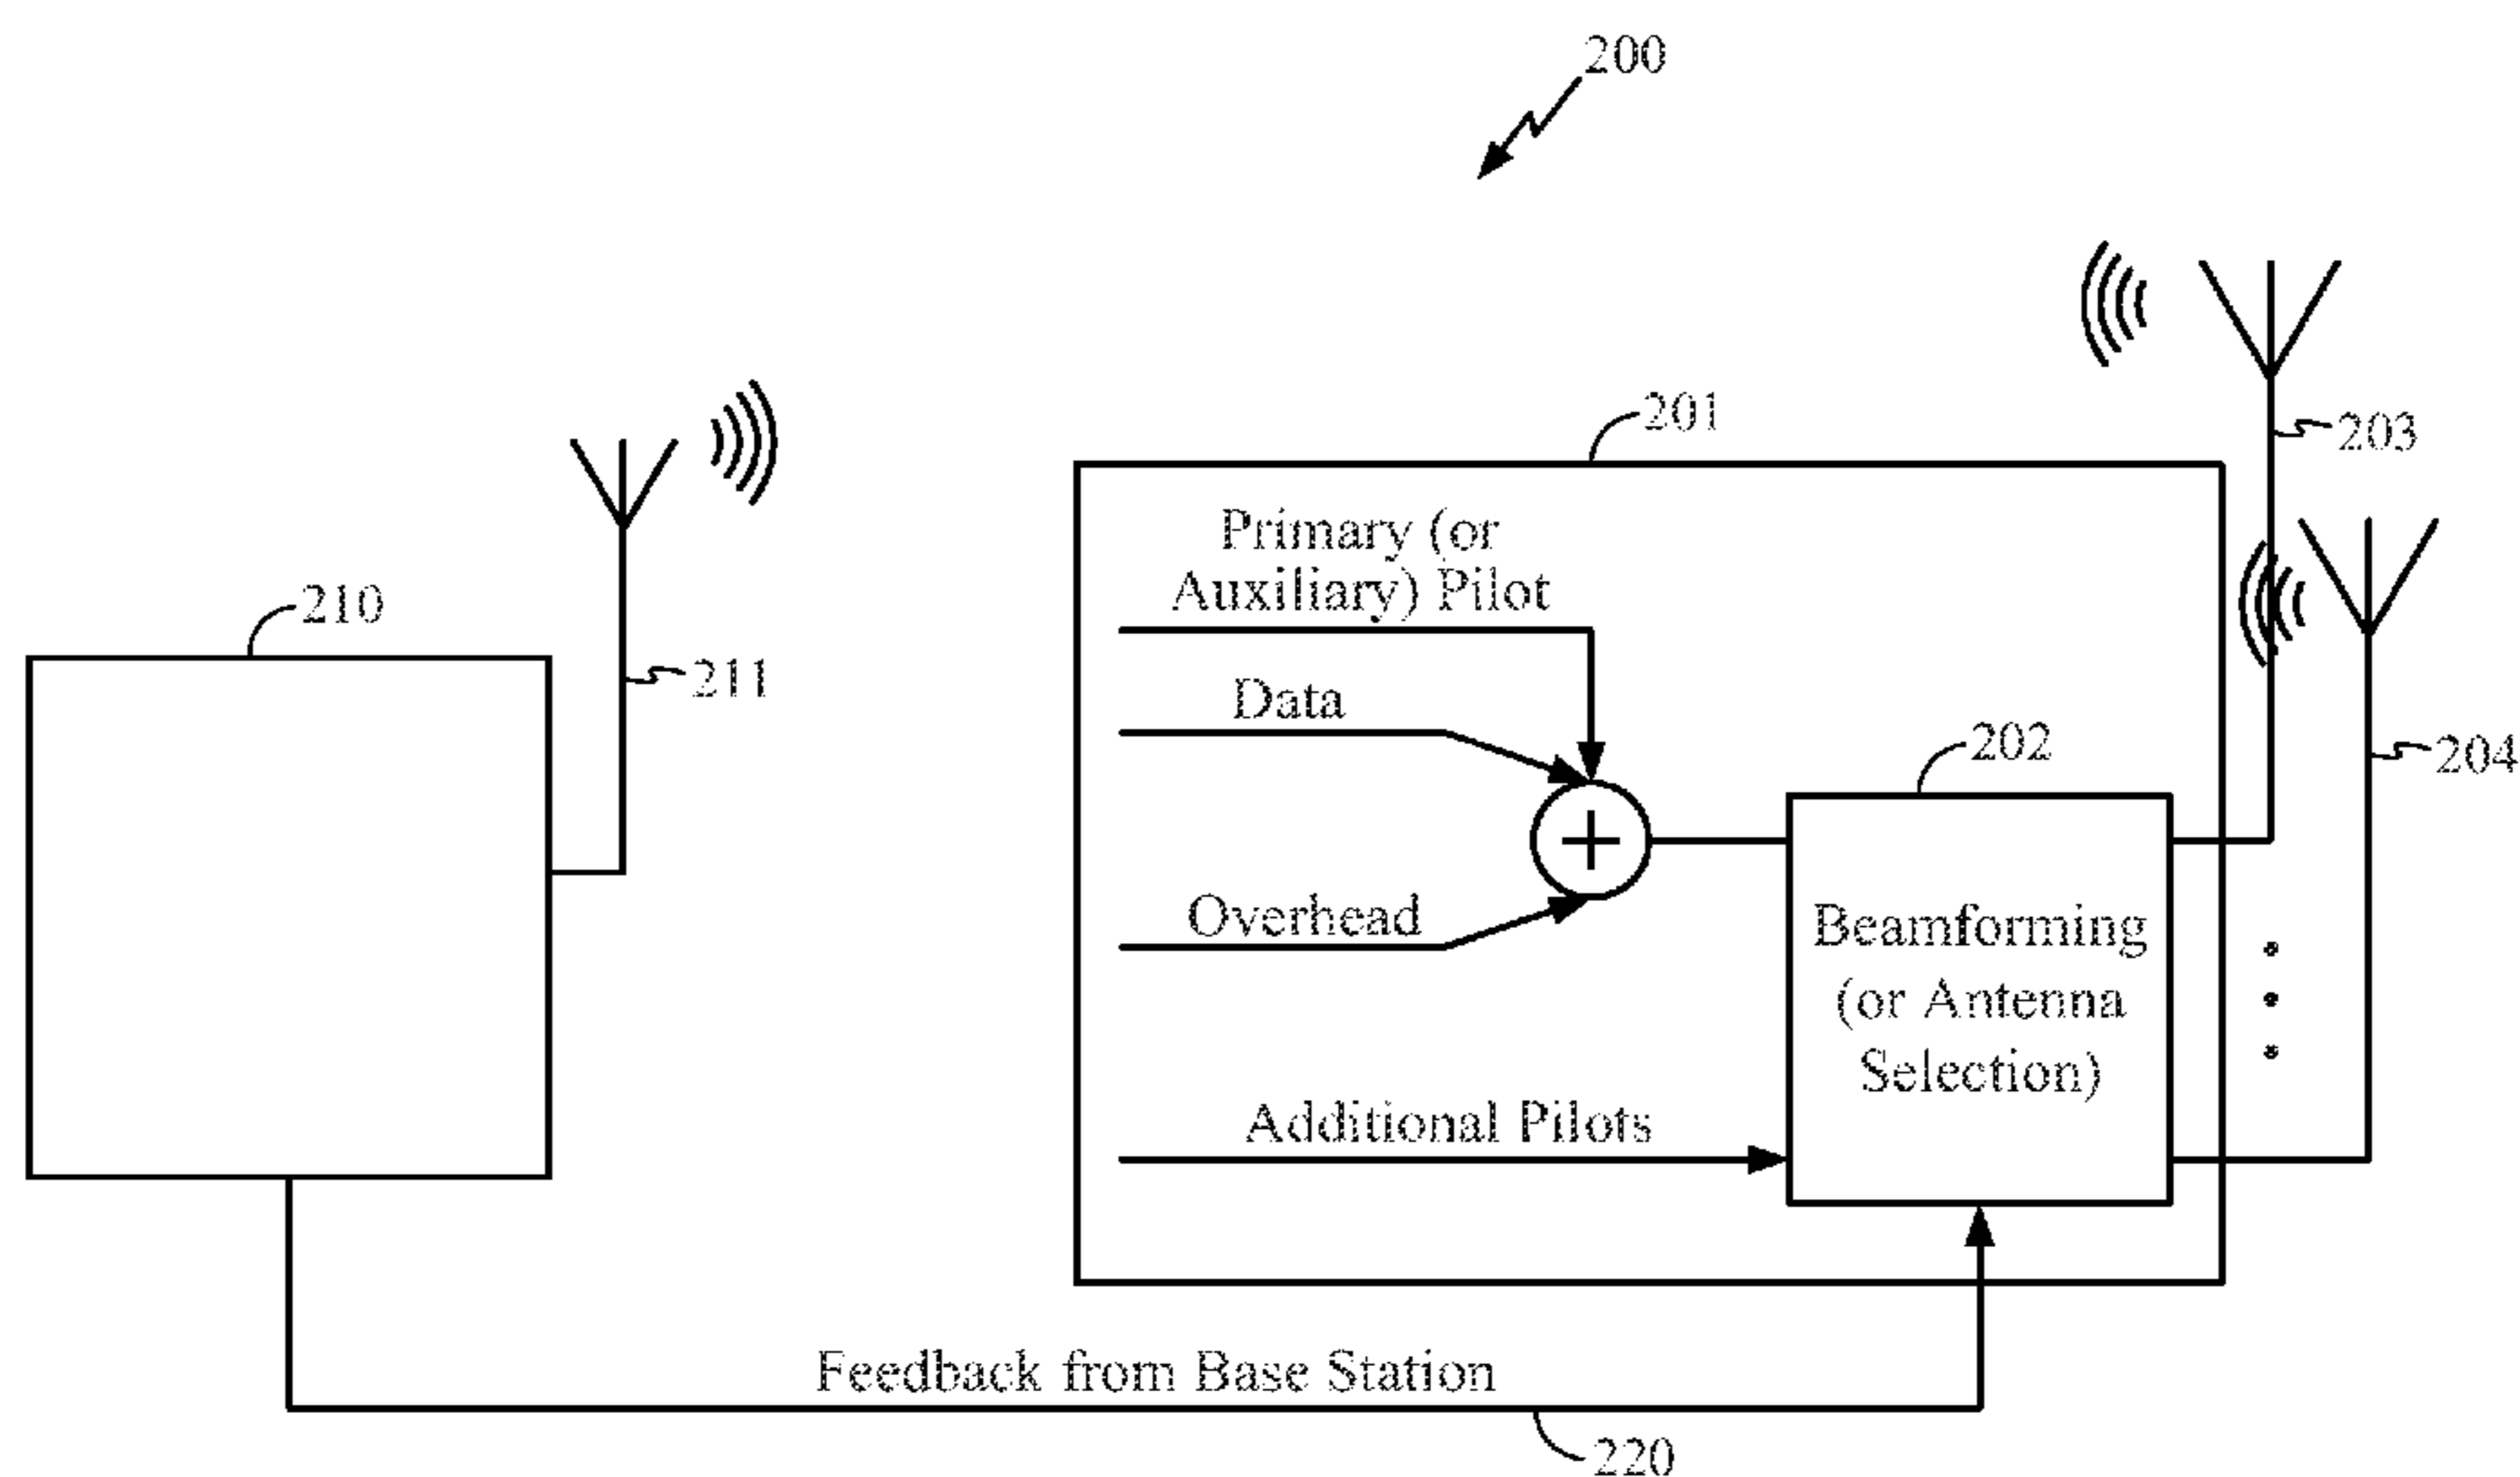 200
203
201
Primary (or
Auxiliary) Pilot
210
211
Data
202
204
Overhead
Beamforming
(or Antenna
Selection)
Additional Pilots
Feedback from Base Station
220